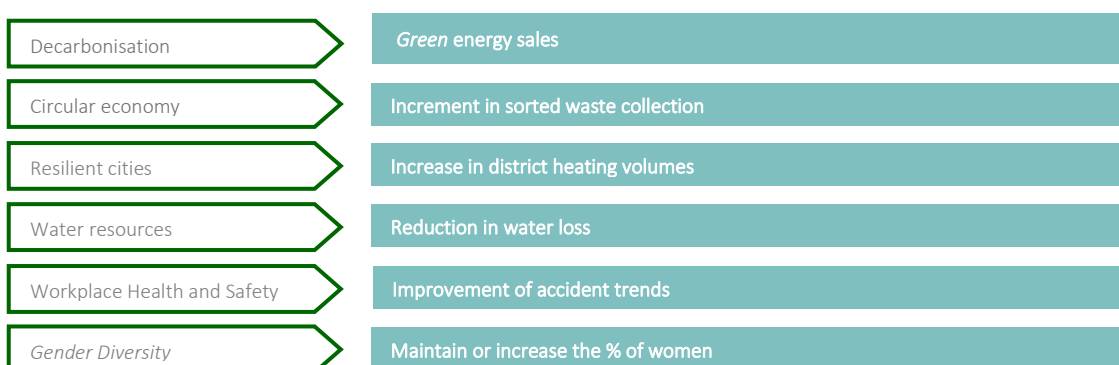 Decarbonisation
Green energy sales
Circular economy
Increment in sorted waste collection
Resilient cities
Increase in district heating volumes
Water resources
Reduction in water loss
Workplace Health and Safety
Improvement of accident trends
Gender Diversity
Maintain or increase the % of women